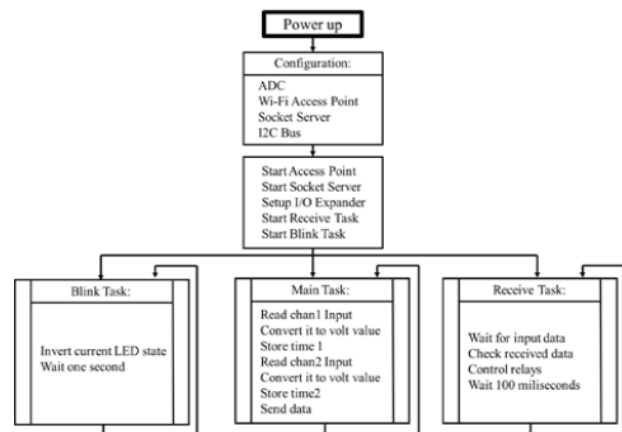 Power up
Configuration:
ADC
Wi-Fi Access Point
Socket Server
I2C Bus
Start Access Point
Start Socket Server
Setup I/O Expander
Start Receive Task
Start Blink Task
Blink Task:
Invert current LED state
Wait one second
Main Task:
Read chan1 Input
Convert it to volt value
Store time 1
Read chan2 Input
Convert it to volt value
Store time2
Send data
Receive Task:
Wait for input data
Check received data
Control relays
Wait 100 miliseconds